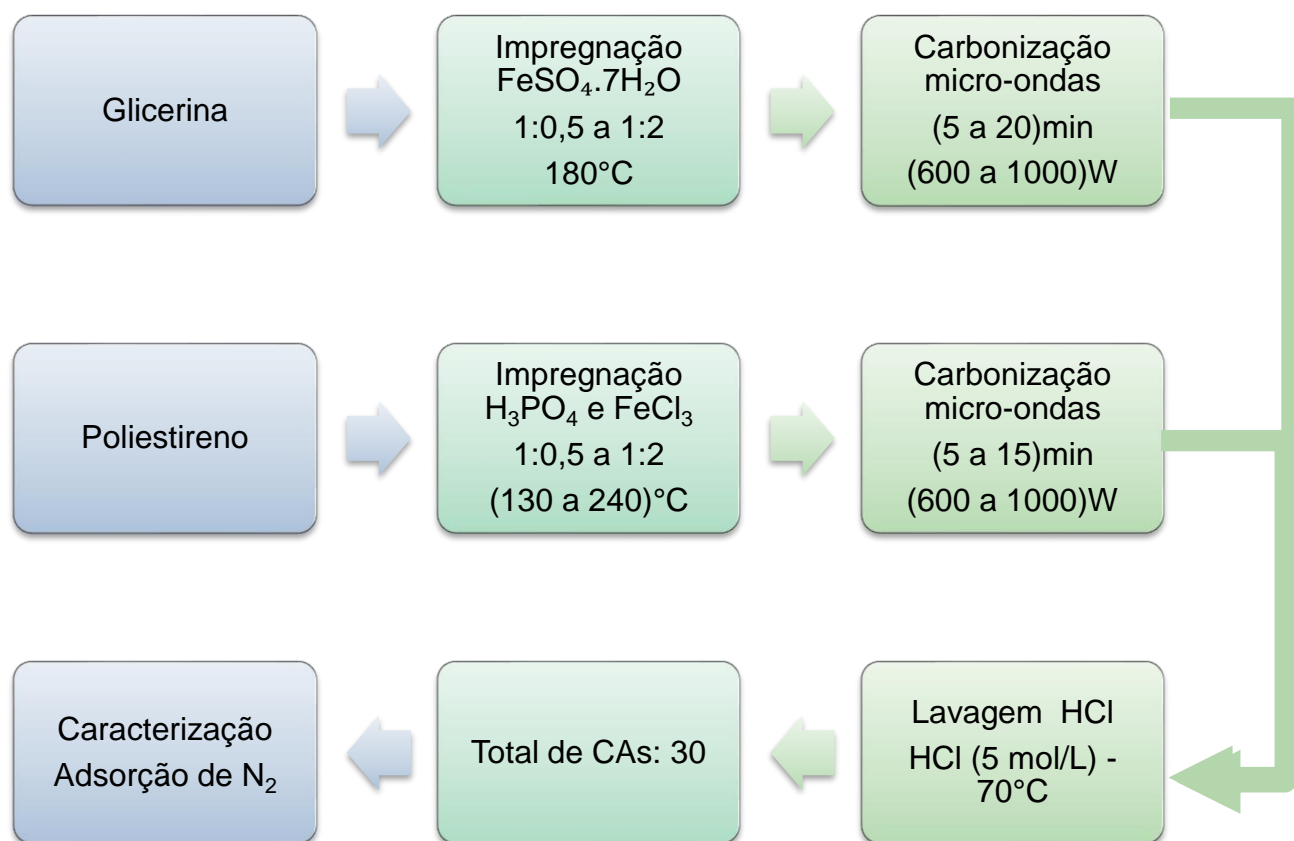 Glicerina
Impregnação
FeSO₄.7H₂O
1:0,5 a 1:2
180°C
Carbonização
micro-ondas
(5 a 20)min
(600 a 1000)W
Poliestireno
Impregnação
H₃PO₄ e FeCl₃
1:0,5 a 1:2
(130 a 240)°C
Carbonização
micro-ondas
(5 a 15)min
(600 a 1000)W
Lavagem HCl
HCl (5 mol/L) -
70°C
Total de CAs: 30
Caracterização
Adsorção de N₂